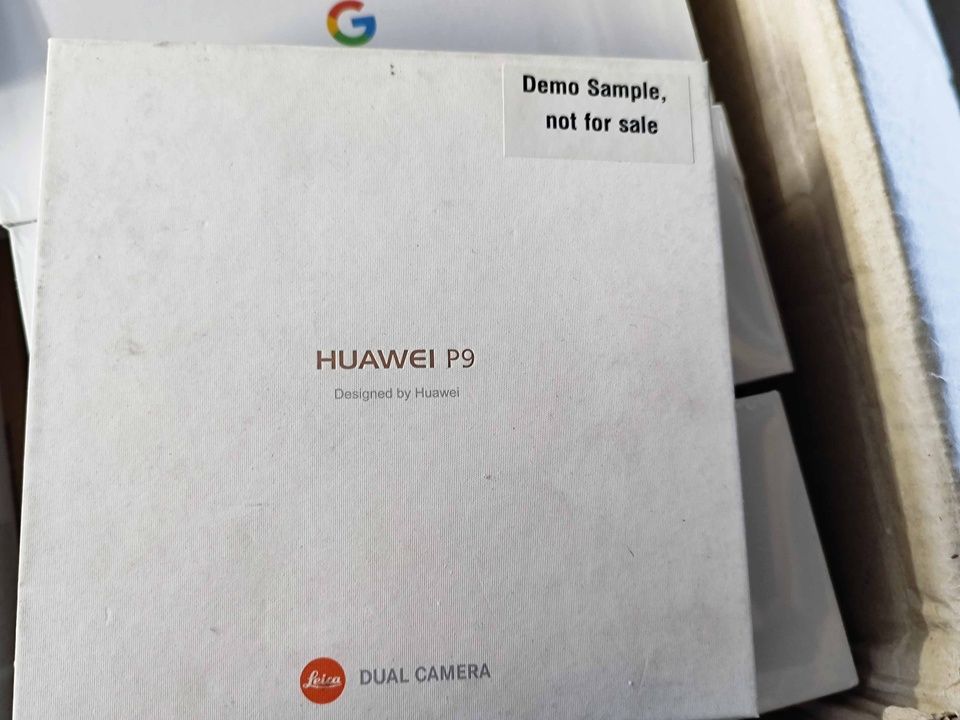 G
Demo Sample,
not for sale
HUAWEI P9
Designed by Huawei
Leica DUAL CAMERA